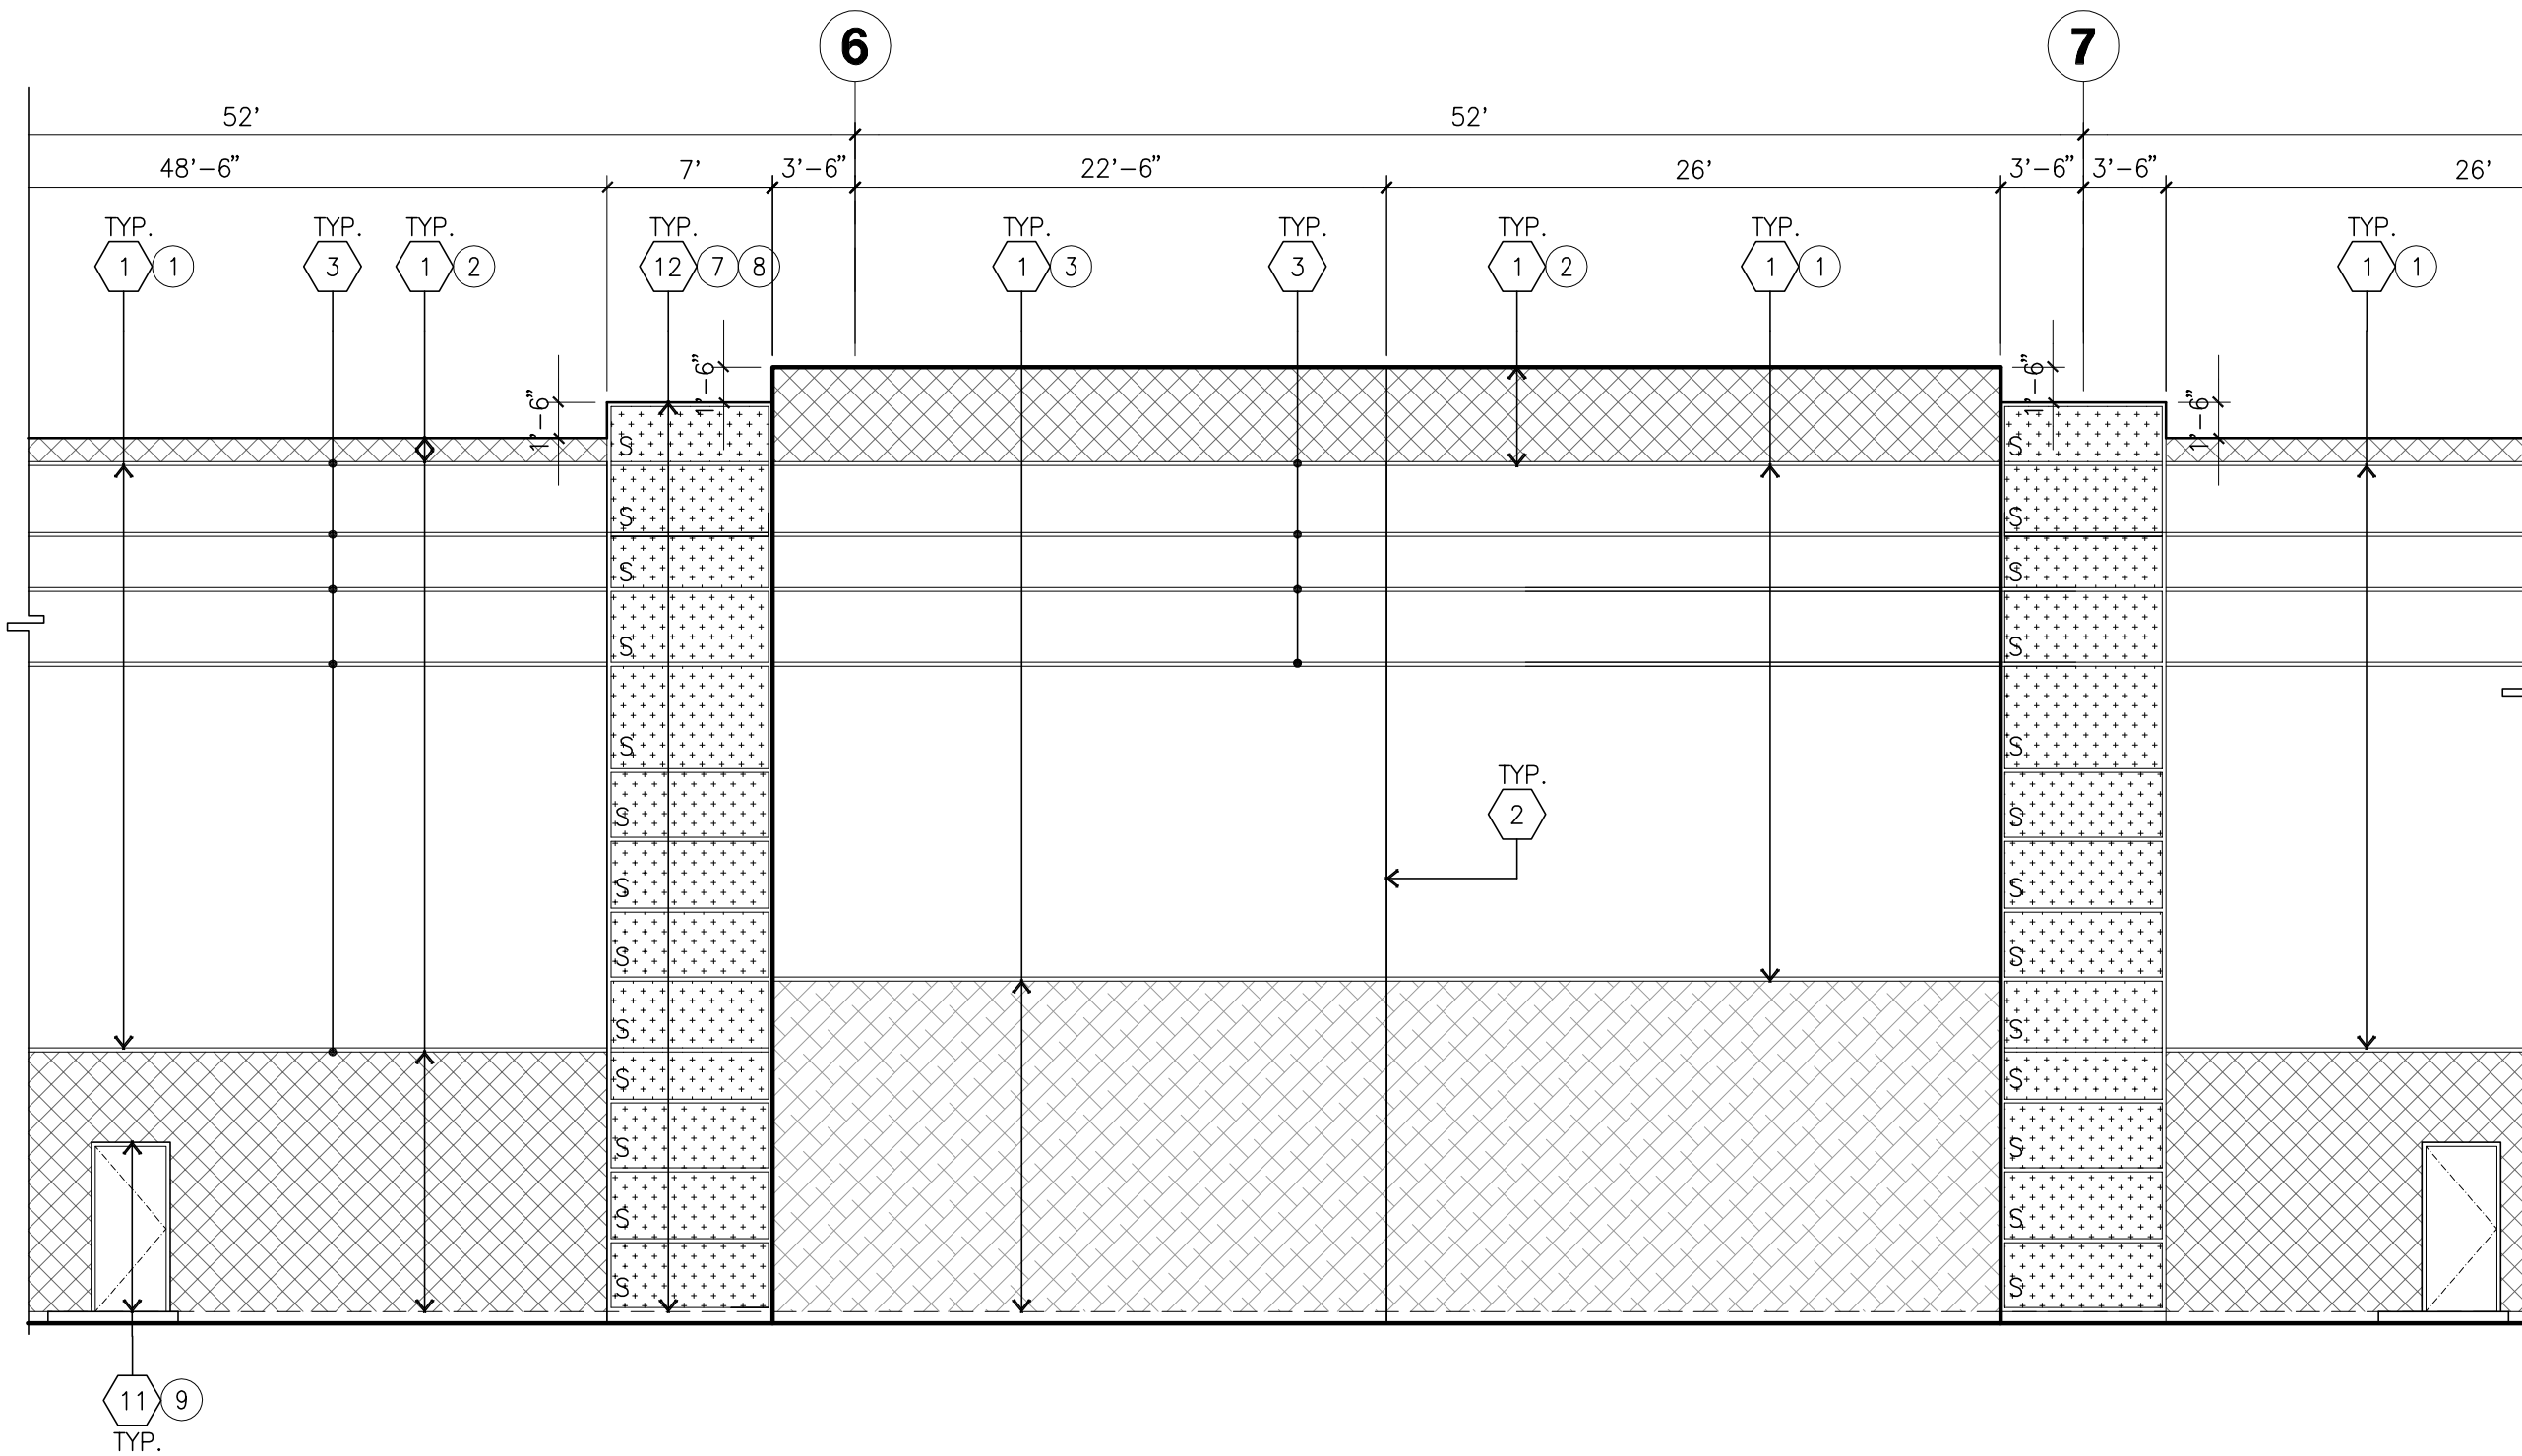 6 7
52' 52'
48'-6" 7' 3'-6" 22'-6" 26' 3'-6" 3'-6" 26'
TYP. TYP. TYP. TYP. TYP. TYP. TYP. TYP. TYP.
1 1 3 1 2 12 7 8 1 3 3 1 2 1 1 1 1
1'-6" 1'-6" 1'-6" 1'-6"
S S
S S
S S
S S
S S
TYP.
2
S S
S S
S S
S S
S S
S S
S S
S S
11 9
TYP.